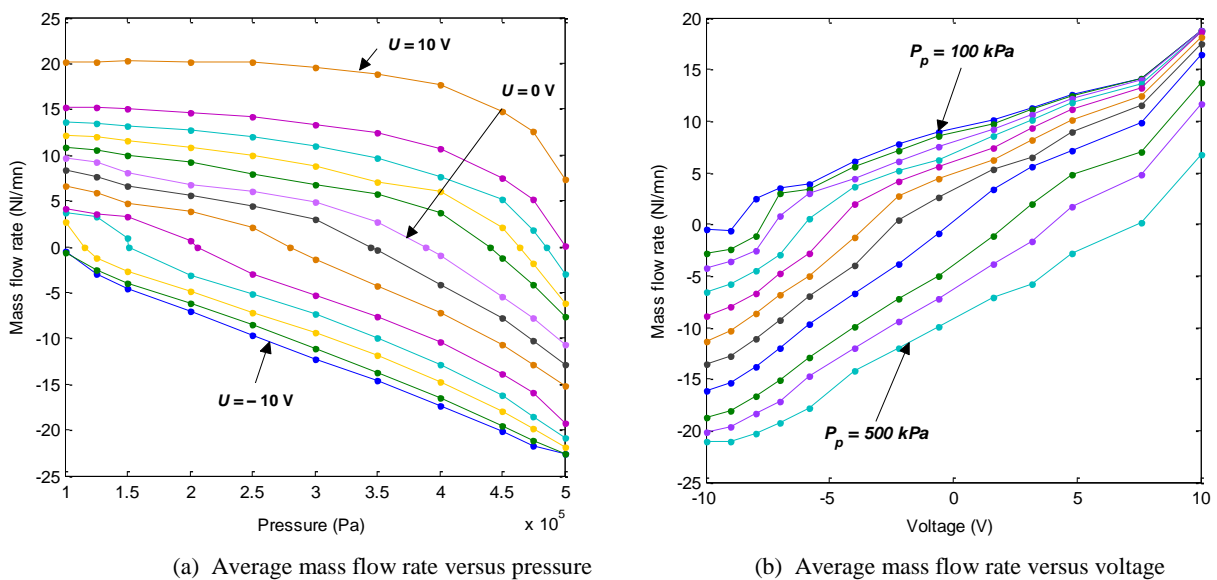 25
20
15
10
5
0
-5
-10
-15
-20
-25
1
1.5
2
2.5
3
3.5
4
4.5
5
x 10^5
Pressure (Pa)
Mass flow rate (Nl/mn)
U = 10 V
U = 0 V
U = – 10 V
(a) Average mass flow rate versus pressure
20
15
10
5
0
-5
-10
-15
-20
-25
-10
-5
0
5
10
Voltage (V)
Mass flow rate (Nl/mn)
P_p = 100 kPa
P_p = 500 kPa
(b) Average mass flow rate versus voltage